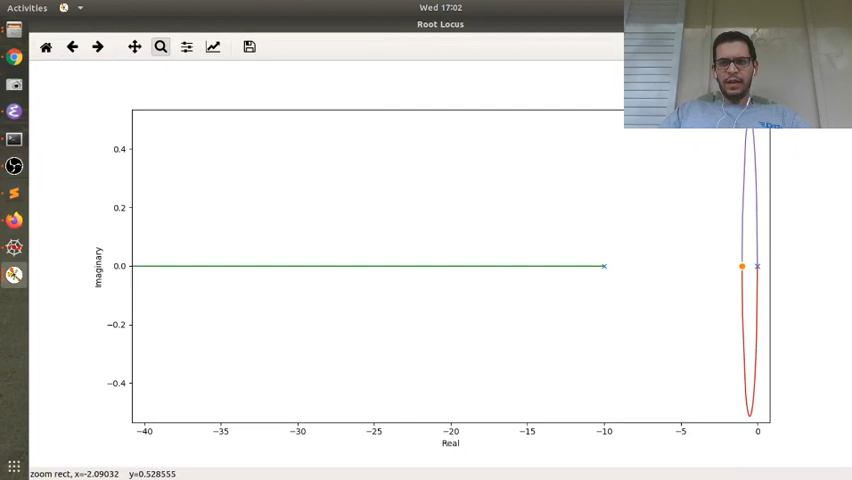 Activities
Wed 17:02
Root Locus
0.4
0.2
0.0
−0.2
−0.4
Imaginary
−40 −35 −30 −25 −20 −15 −10 −5 0
Real
zoom rect, x=-2.09032 y=0.528555